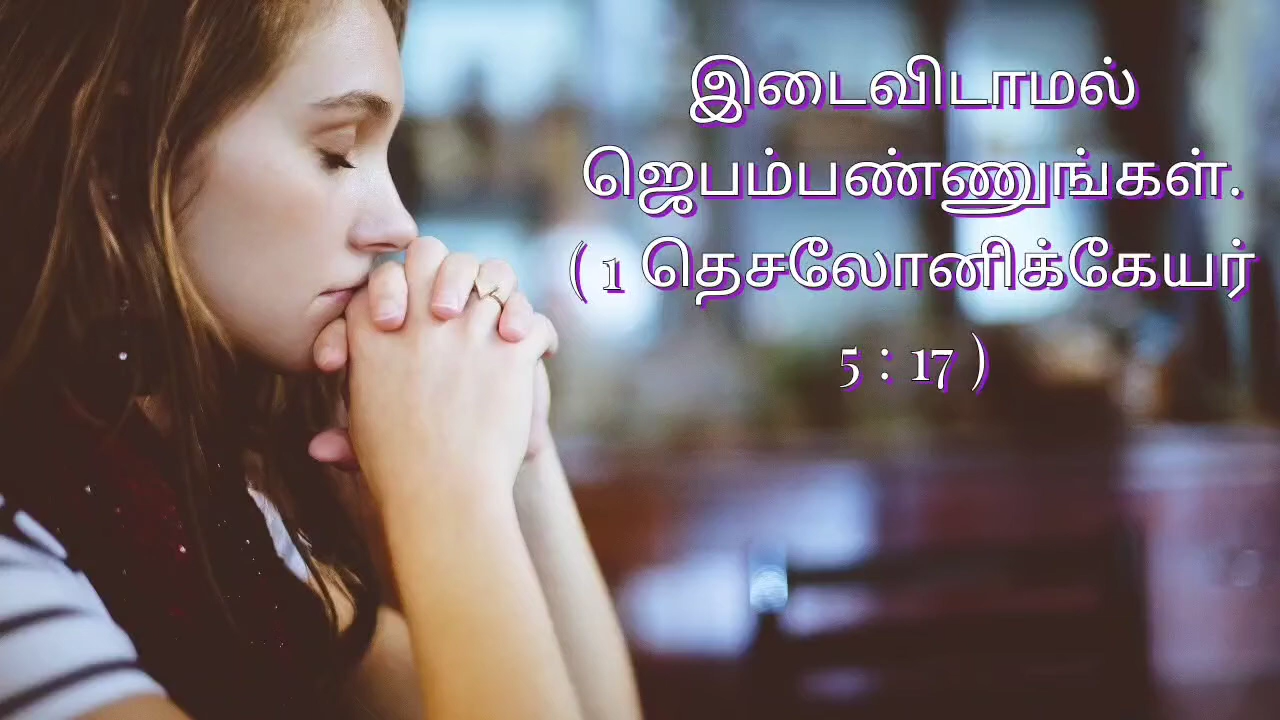 இடைவிடாமல்
ஜெபம்பண்ணுங்கள்.
( 1 தெசலோனிக்கேயர்
5 : 17 )